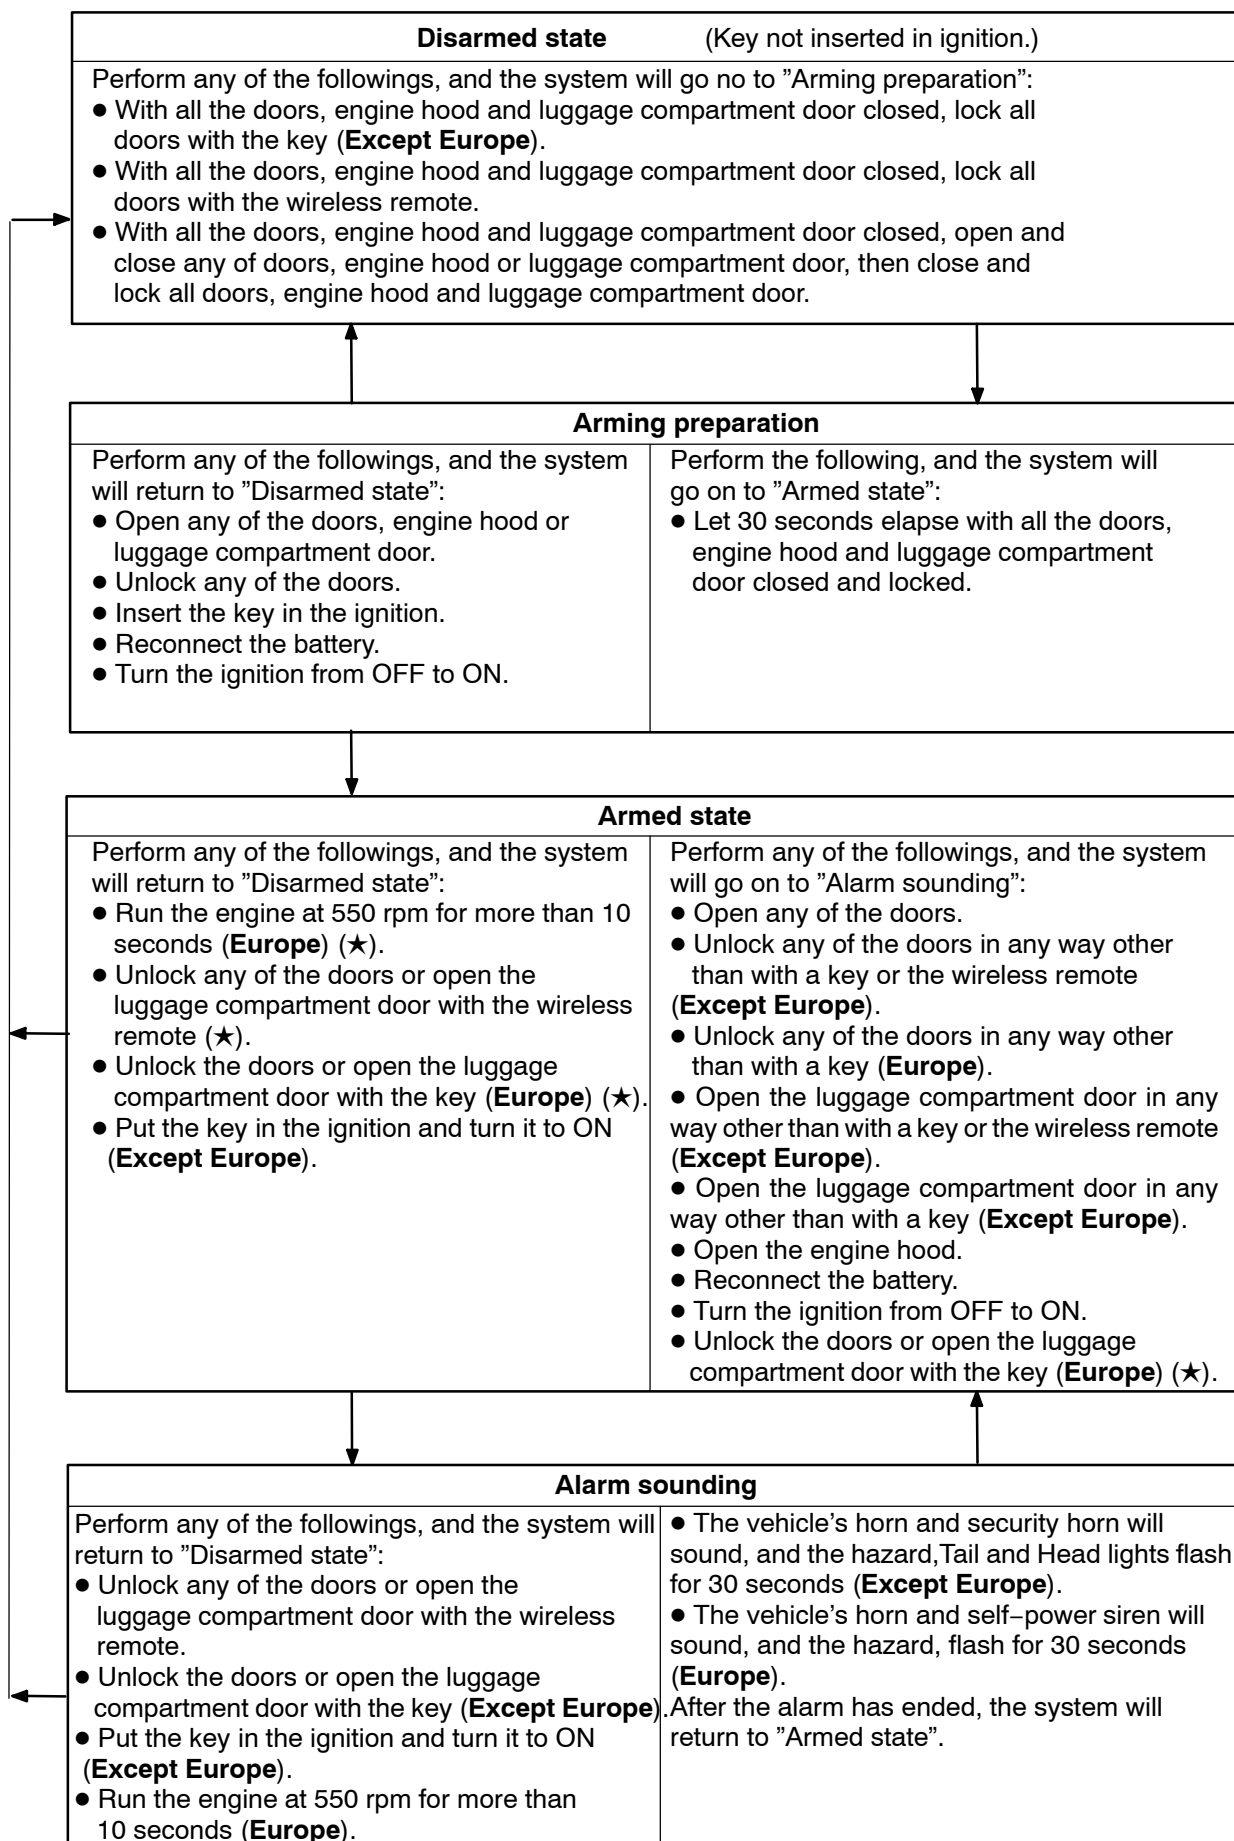 Disarmed state (Key not inserted in ignition.)
Perform any of the followings, and the system will go no to ”Arming preparation”:
● With all the doors, engine hood and luggage compartment door closed, lock all
doors with the key (Except Europe).
● With all the doors, engine hood and luggage compartment door closed, lock all
doors with the wireless remote.
● With all the doors, engine hood and luggage compartment door closed, open and
close any of doors, engine hood or luggage compartment door, then close and
lock all doors, engine hood and luggage compartment door.
Arming preparation
Perform any of the followings, and the system
will return to ”Disarmed state”:
● Open any of the doors, engine hood or
luggage compartment door.
● Unlock any of the doors.
● Insert the key in the ignition.
● Reconnect the battery.
● Turn the ignition from OFF to ON.
Perform the following, and the system will
go on to ”Armed state”:
● Let 30 seconds elapse with all the doors,
engine hood and luggage compartment
door closed and locked.
Armed state
Perform any of the followings, and the system
will return to ”Disarmed state”:
● Run the engine at 550 rpm for more than 10
seconds (Europe) (★).
● Unlock any of the doors or open the
luggage compartment door with the wireless
remote (★).
● Unlock the doors or open the luggage
compartment door with the key (Europe) (★).
● Put the key in the ignition and turn it to ON
(Except Europe).
Perform any of the followings, and the system
will go on to ”Alarm sounding”:
● Open any of the doors.
● Unlock any of the doors in any way other
than with a key or the wireless remote
(Except Europe).
● Unlock any of the doors in any way other
than with a key (Europe).
● Open the luggage compartment door in any
way other than with a key or the wireless remote
(Except Europe).
● Open the luggage compartment door in any
way other than with a key (Except Europe).
● Open the engine hood.
● Reconnect the battery.
● Turn the ignition from OFF to ON.
● Unlock the doors or open the luggage
compartment door with the key (Europe) (★).
Alarm sounding
Perform any of the followings, and the system will
return to ”Disarmed state”:
● Unlock any of the doors or open the
luggage compartment door with the wireless
remote.
● Unlock the doors or open the luggage
compartment door with the key (Except Europe).
● Put the key in the ignition and turn it to ON
(Except Europe).
● Run the engine at 550 rpm for more than
10 seconds (Europe).
● The vehicle’s horn and security horn will
sound, and the hazard,Tail and Head lights flash
for 30 seconds (Except Europe).
● The vehicle’s horn and self−power siren will
sound, and the hazard, flash for 30 seconds
(Europe).
After the alarm has ended, the system will
return to ”Armed state”.